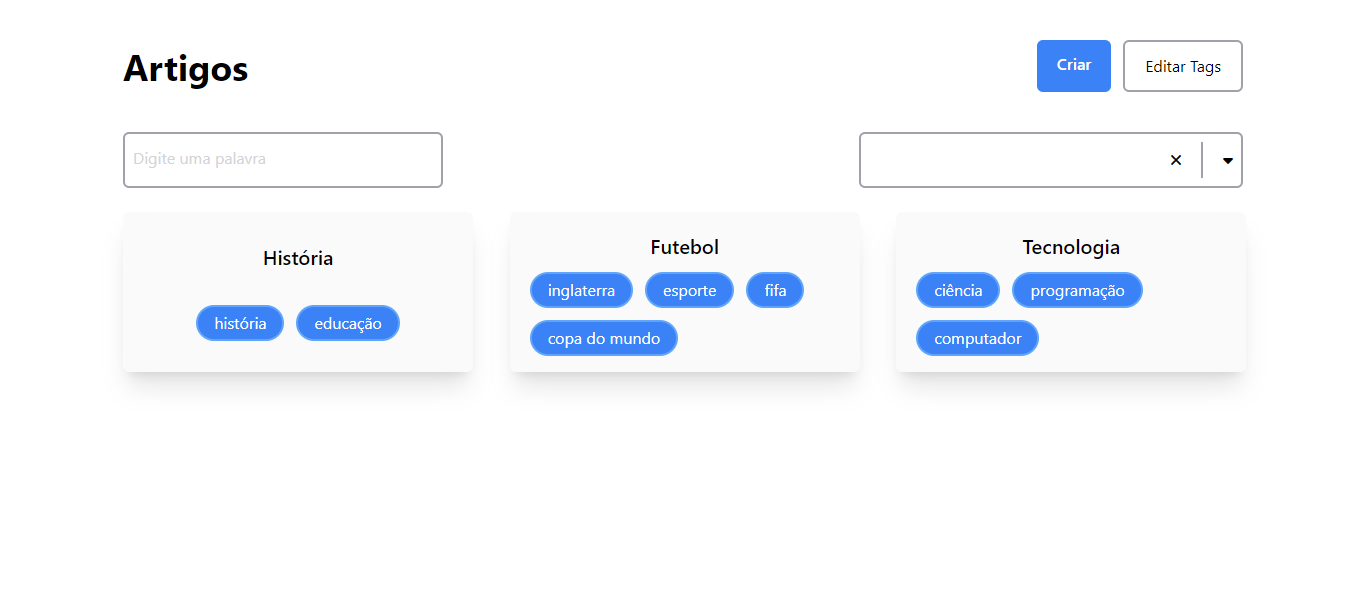 Artigos
Criar
Editar Tags
Digite uma palavra
História
história educação
Futebol
inglaterra esporte fifa
copa do mundo
Tecnologia
ciência programação
computador